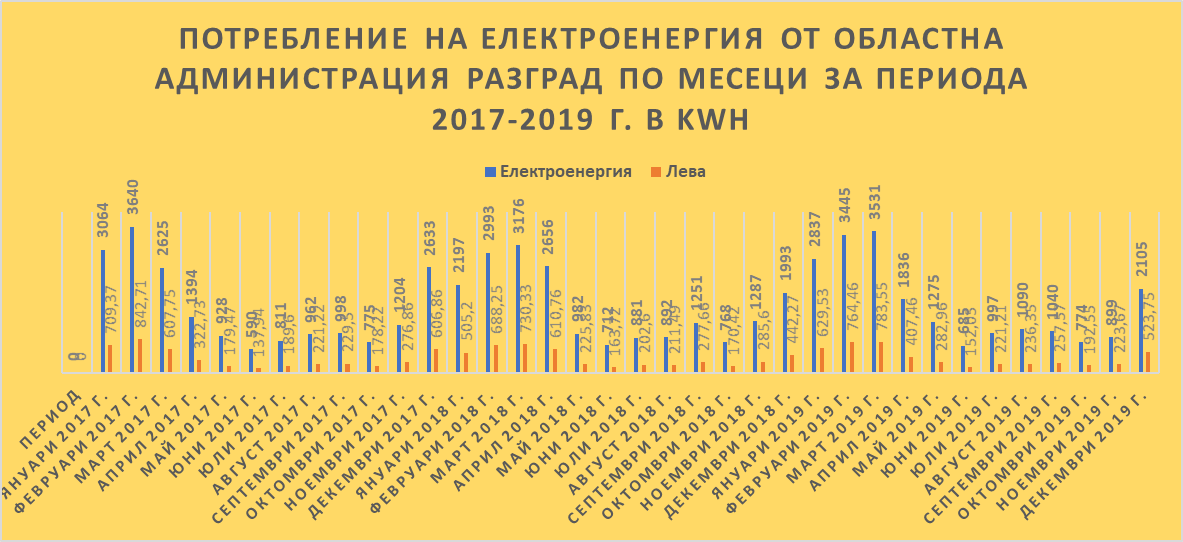 ПОТРЕБЛЕНИЕ НА ЕЛЕКТРОЕНЕРГИЯ ОТ ОБЛАСТНА
АДМИНИСТРАЦИЯ РАЗГРАД ПО МЕСЕЦИ ЗА ПЕРИОДА
2017-2019 Г. В KWH
Електроенергия
Лева
0
0
3064
709,37
3640
842,71
2625
607,75
1394
322,73
928
179,47
590
137,94
811
189,6
962
221,22
998
229,5
775
178,22
1204
276,86
2633
606,86
2197
505,2
2993
688,25
3176
730,33
2656
610,76
982
225,85
712
163,72
881
202,6
892
211,49
1251
277,66
768
170,42
1287
285,61
1993
442,27
2837
629,53
3445
764,46
3531
783,55
1836
407,46
1275
282,96
685
152,03
997
221,21
1090
236,35
1040
774
192,55
899
223,67
2105
523,75
ПЕРИОД
ЯНУАРИ 2017 Г.
ФЕВРУАРИ 2017 Г.
МАРТ 2017 Г.
АПРИЛ 2017 Г.
МАЙ 2017 Г.
ЮНИ 2017 Г.
ЮЛИ 2017 Г.
АВГУСТ 2017 Г.
СЕПТЕМВРИ 2017 Г.
ОКТОМВРИ 2017 Г.
НОЕМВРИ 2017 Г.
ДЕКЕМВРИ 2017 Г.
ЯНУАРИ 2018 Г.
ФЕВРУАРИ 2018 Г.
МАРТ 2018 Г.
АПРИЛ 2018 Г.
МАЙ 2018 Г.
ЮНИ 2018 Г.
ЮЛИ 2018 Г.
АВГУСТ 2018 Г.
СЕПТЕМВРИ 2018 Г.
ОКТОМВРИ 2018 Г.
НОЕМВРИ 2018 Г.
ДЕКЕМВРИ 2018 Г.
ЯНУАРИ 2019 Г.
ФЕВРУАРИ 2019 Г.
МАРТ 2019 Г.
АПРИЛ 2019 Г.
МАЙ 2019 Г.
ЮНИ 2019 Г.
ЮЛИ 2019 Г.
АВГУСТ 2019 Г.
СЕПТЕМВРИ 2019 Г.
ОКТОМВРИ 2019 Г.
НОЕМВРИ 2019 Г.
ДЕКЕМВРИ 2019 Г.